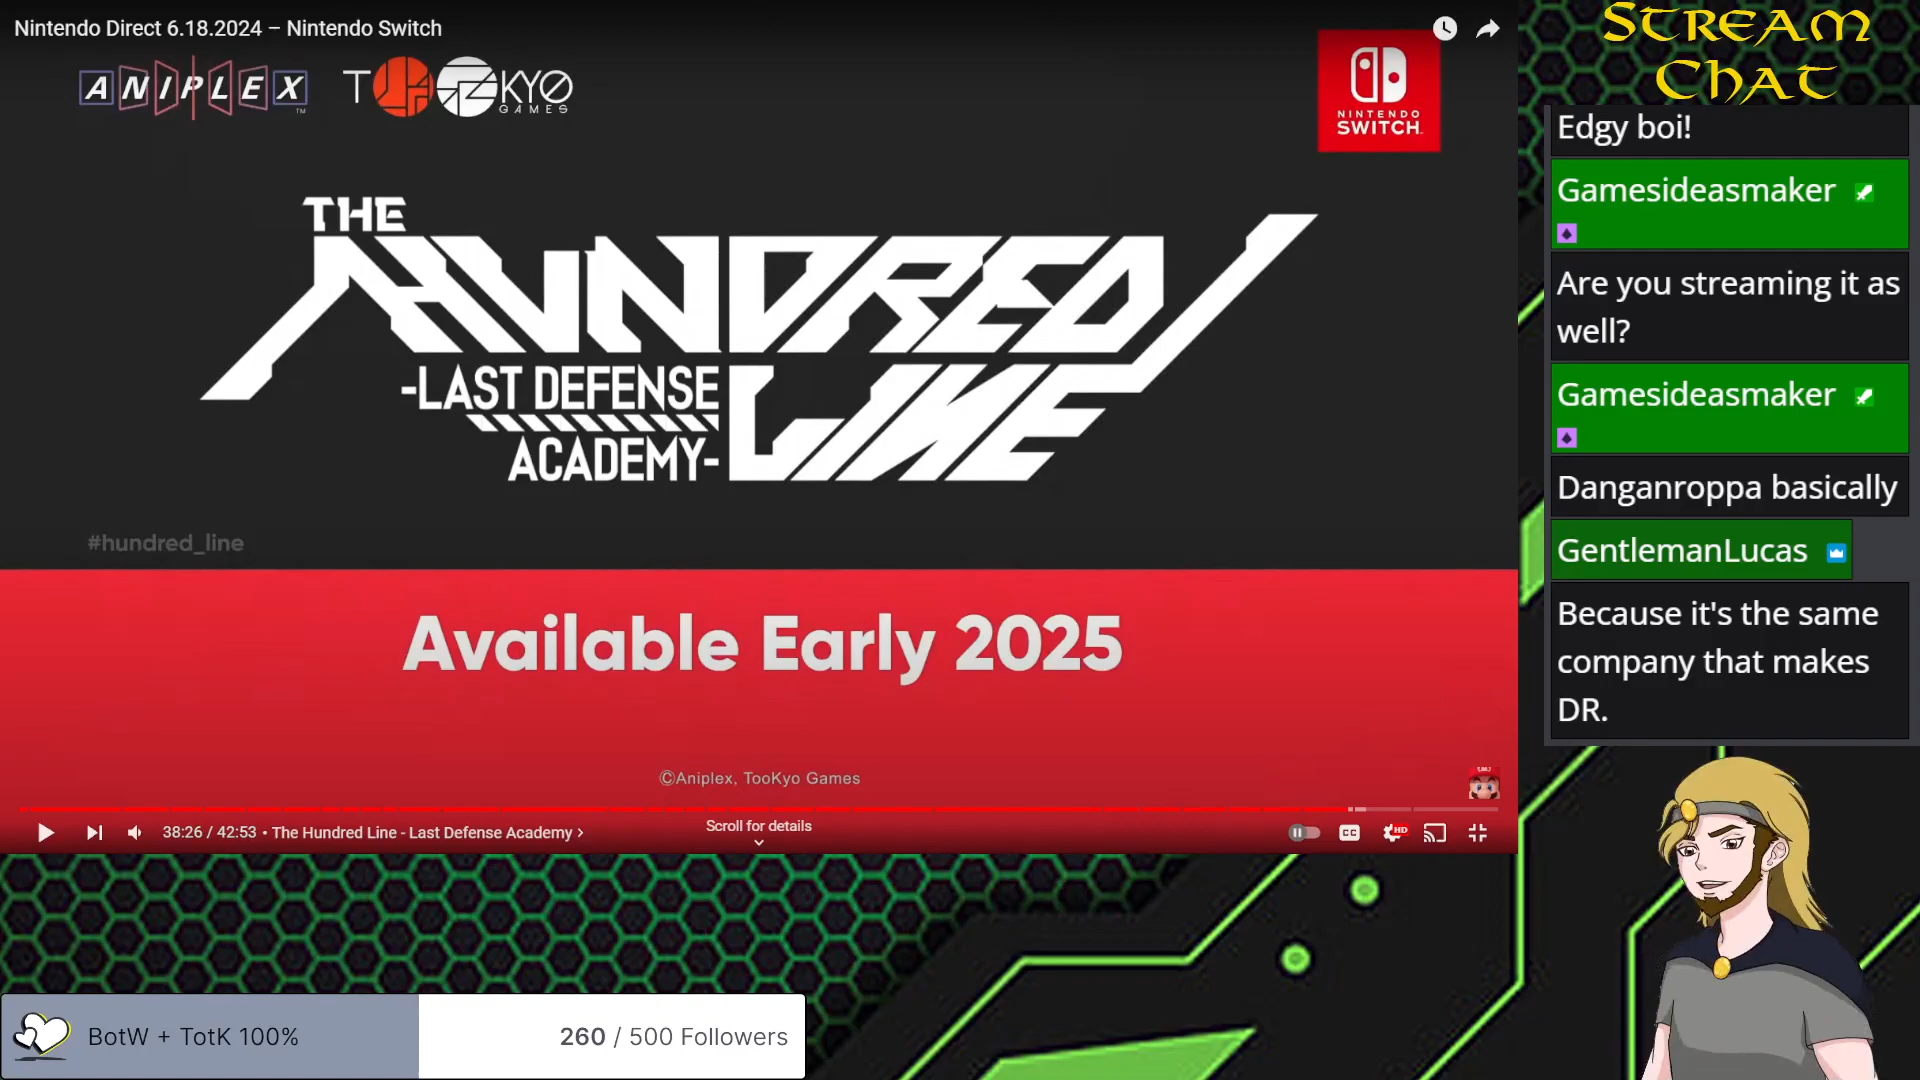 Nintendo Direct 6.18.2024 – Nintendo Switch
ANIPLEX™
TOOKYO
GAMES
NINTENDO
SWITCH
THE
HUNDRED
LINE
-LAST DEFENSE
ACADEMY-
#hundred_line
Available Early 2025
©Aniplex, TooKyo Games
38:26 / 42:53 • The Hundred Line - Last Defense Academy ›
Scroll for details
CC
HD
STREAM
CHAT
Edgy boi!
Gamesideasmaker
Are you streaming it as
well?
Gamesideasmaker
Danganroppa basically
GentlemanLucas
Because it's the same
company that makes
DR.
BotW + TotK 100%
260 / 500 Followers